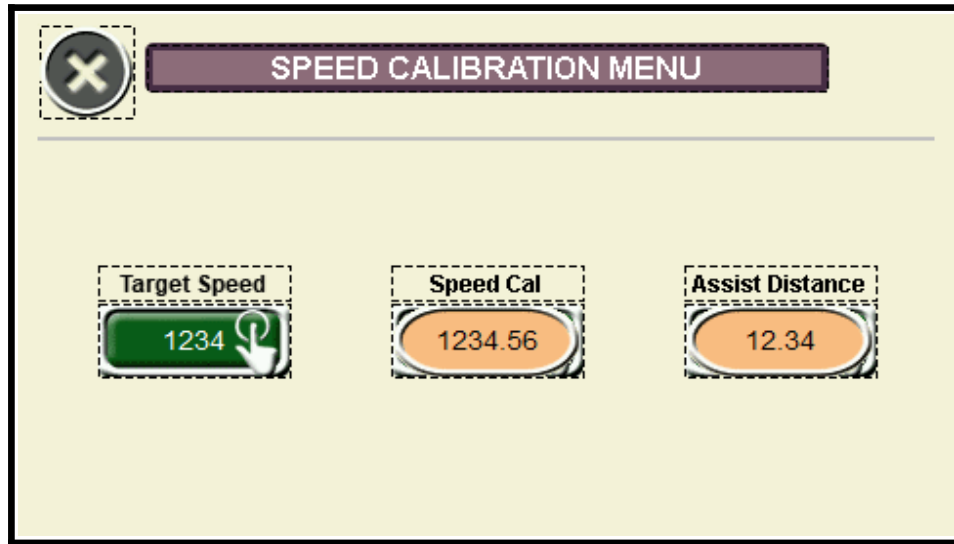 SPEED CALIBRATION MENU
Target Speed
Speed Cal
Assist Distance
1234
1234.56
12.34